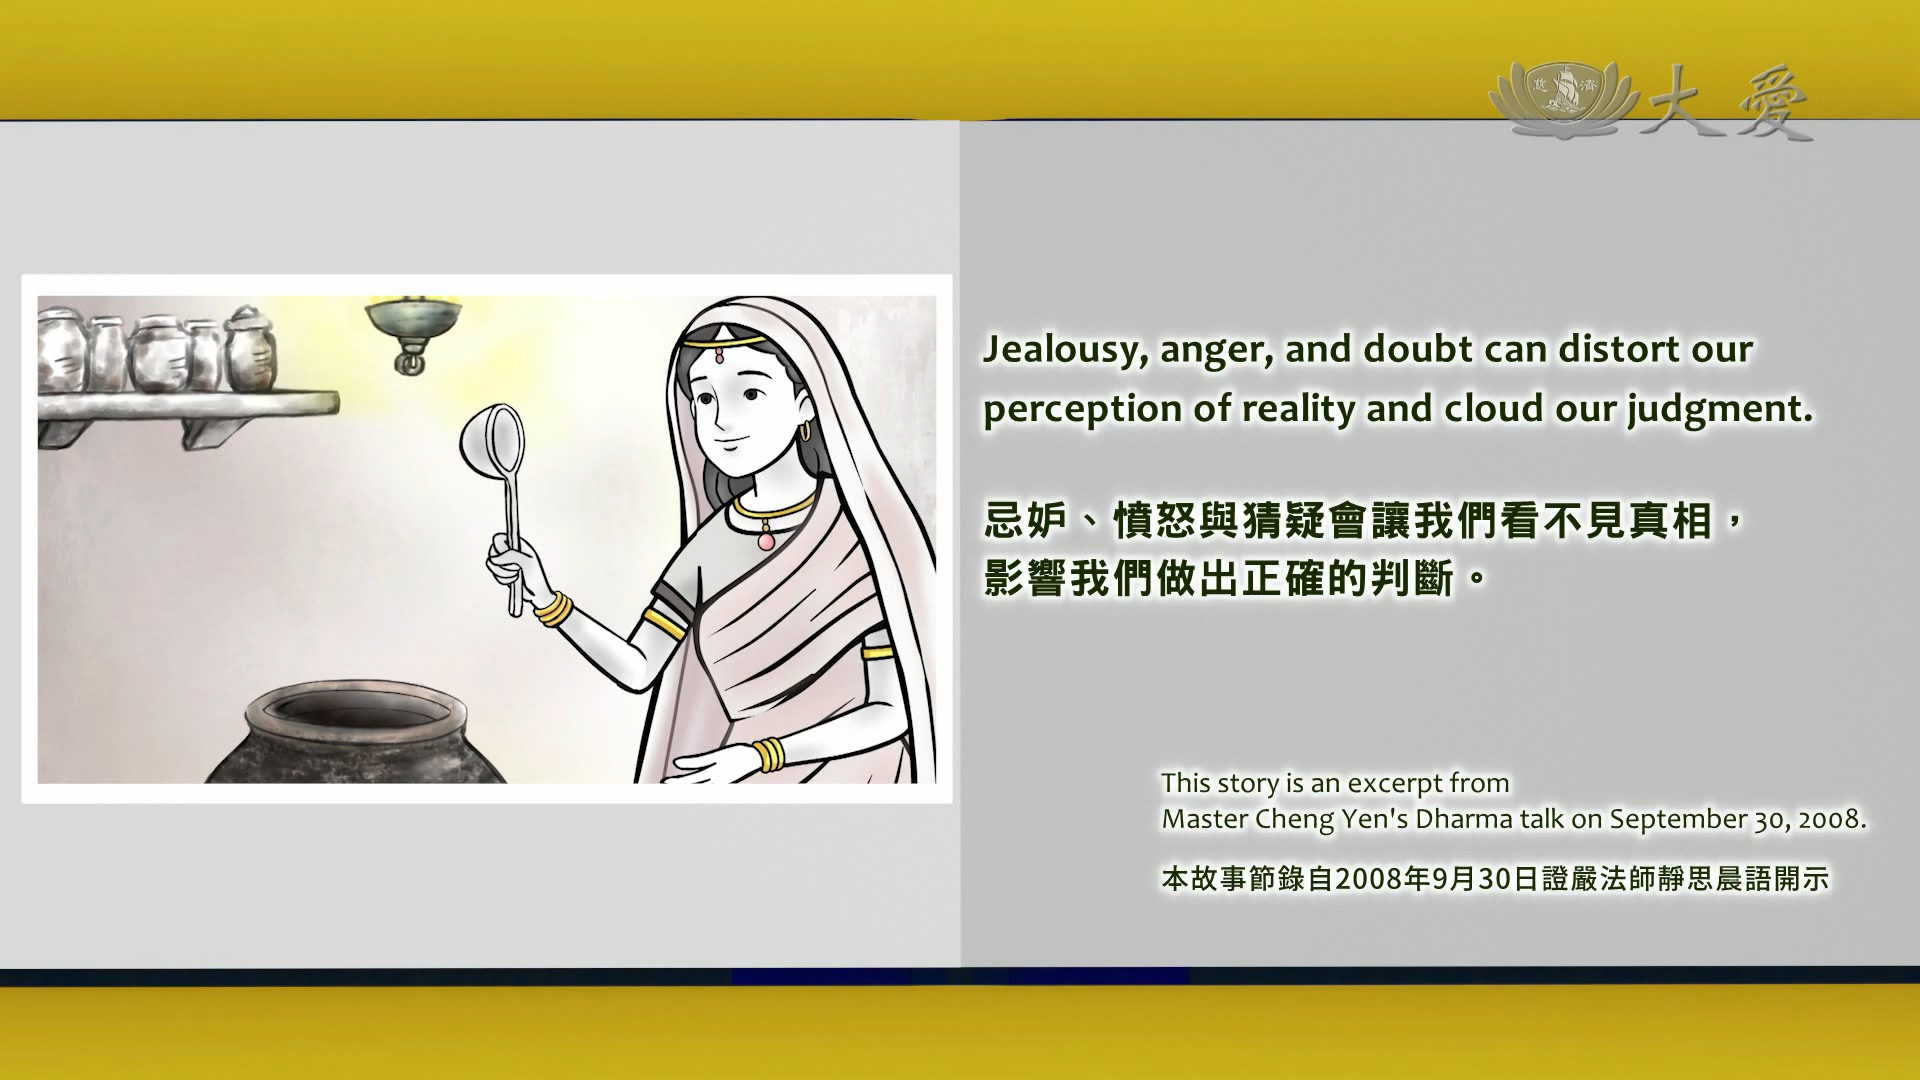 大愛
慈濟
Jealousy, anger, and doubt can distort our
perception of reality and cloud our judgment.
忌妒、憤怒與猜疑會讓我們看不見真相，
影響我們做出正確的判斷。
This story is an excerpt from
Master Cheng Yen's Dharma talk on September 30, 2008.
本故事節錄自2008年9月30日證嚴法師靜思晨語開示